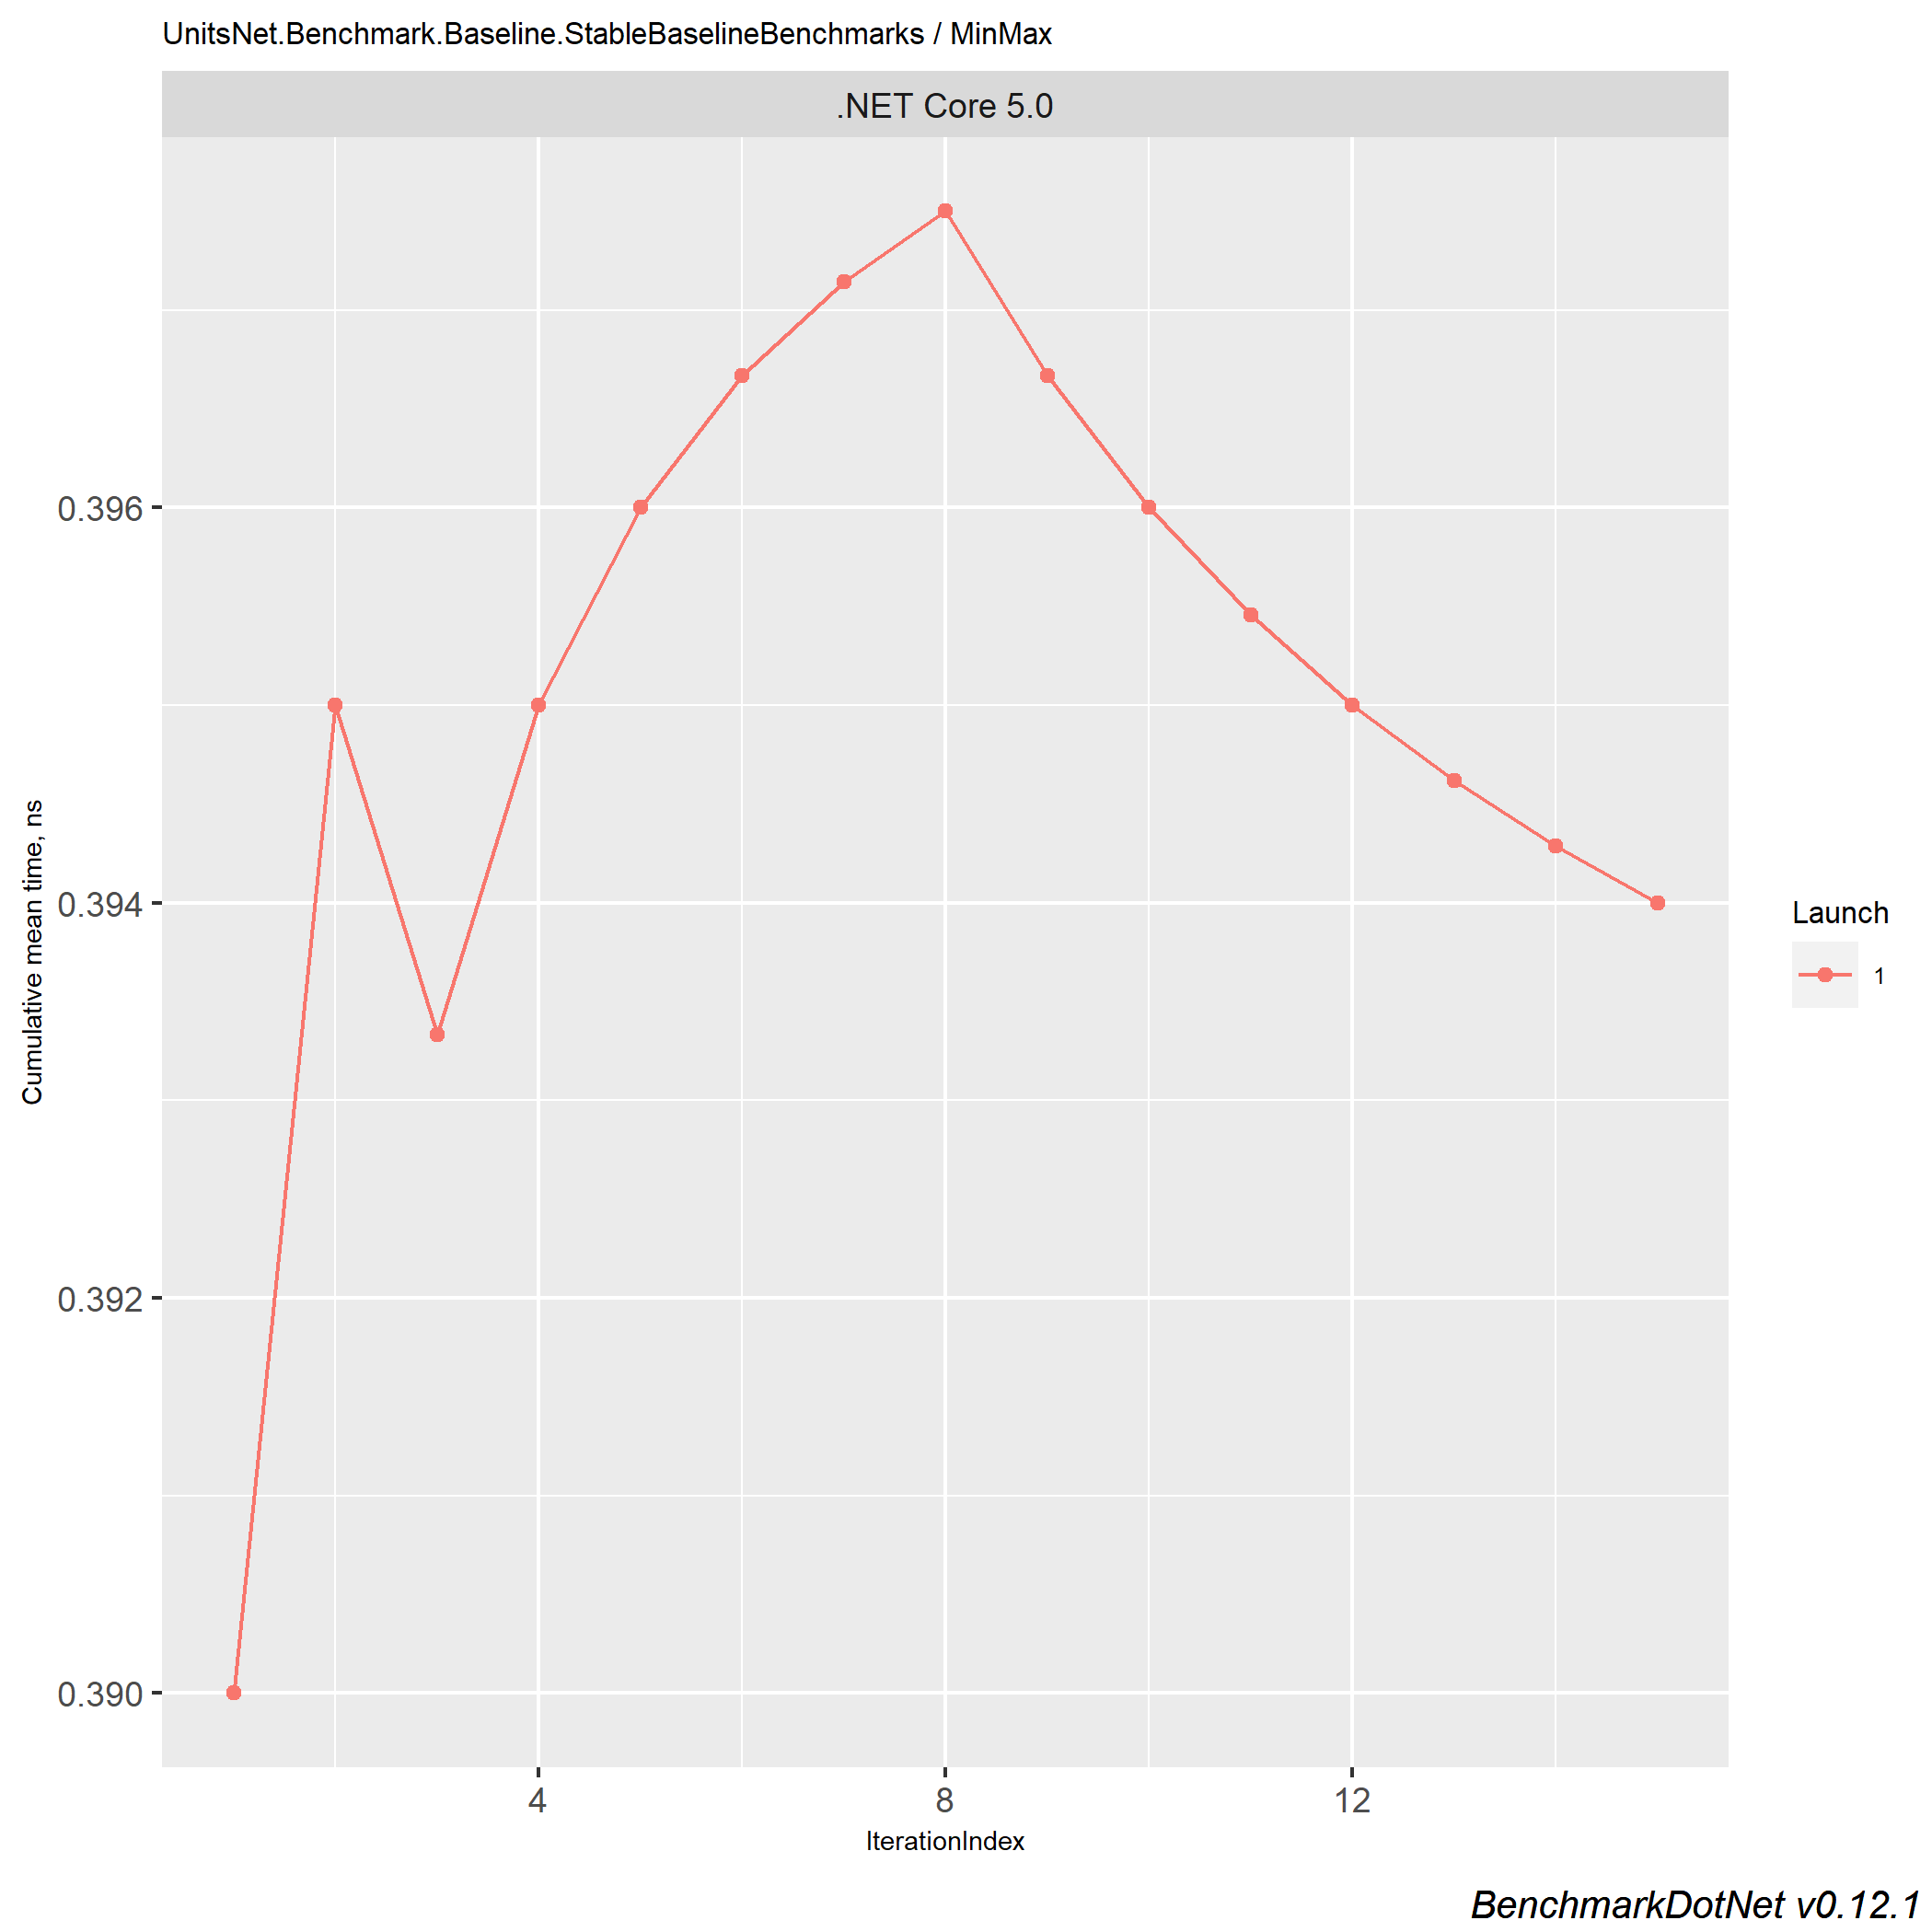 UnitsNet.Benchmark.Baseline.StableBaselineBenchmarks / MinMax
.NET Core 5.0
Cumulative mean time, ns
0.396
0.394
0.392
0.390
4
8
12
IterationIndex
Launch
1
BenchmarkDotNet v0.12.1